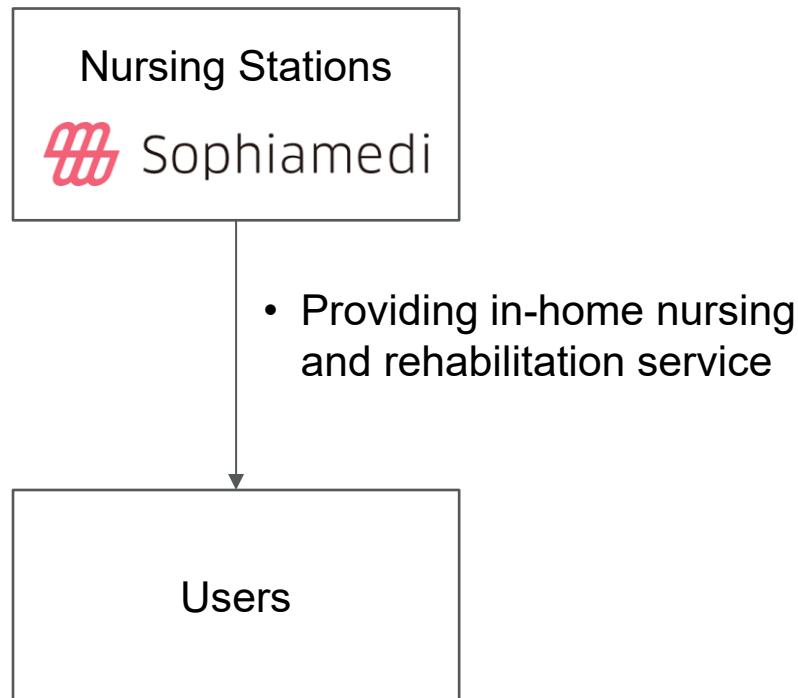 Nursing Stations
Sophiamedi
• Providing in-home nursing
and rehabilitation service
Users